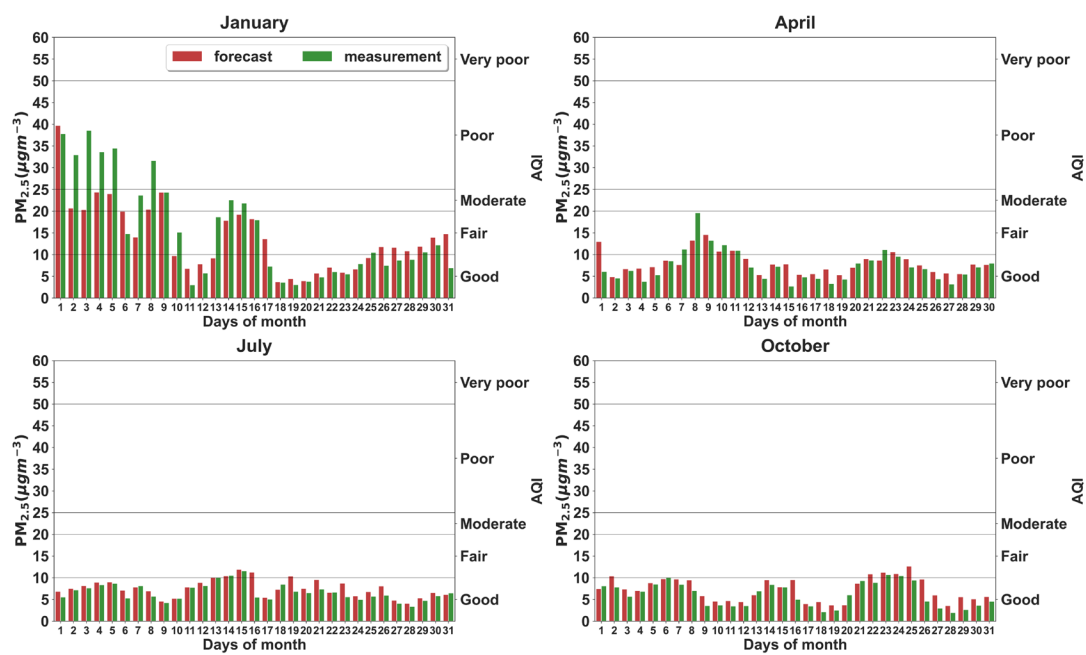 January
60
55
50
45
40
35
30
25
20
15
10
5
0
PM2.5(μgm−3)
forecast
measurement
Very poor
Poor
Moderate
Fair
Good
AQI
1 2 3 4 5 6 7 8 9 10 11 12 13 14 15 16 17 18 19 20 21 22 23 24 25 26 27 28 29 30 31
Days of month
April
60
55
50
45
40
35
30
25
20
15
10
5
0
PM2.5(μgm−3)
Very poor
Poor
Moderate
Fair
Good
AQI
1 2 3 4 5 6 7 8 9 10 11 12 13 14 15 16 17 18 19 20 21 22 23 24 25 26 27 28 29 30
Days of month
July
60
55
50
45
40
35
30
25
20
15
10
5
0
PM2.5(μgm−3)
Very poor
Poor
Moderate
Fair
Good
AQI
1 2 3 4 5 6 7 8 9 10 11 12 13 14 15 16 17 18 19 20 21 22 23 24 25 26 27 28 29 30 31
Days of month
October
60
55
50
45
40
35
30
25
20
15
10
5
0
PM2.5(μgm−3)
Very poor
Poor
Moderate
Fair
Good
AQI
1 2 3 4 5 6 7 8 9 10 11 12 13 14 15 16 17 18 19 20 21 22 23 24 25 26 27 28 29 30 31
Days of month